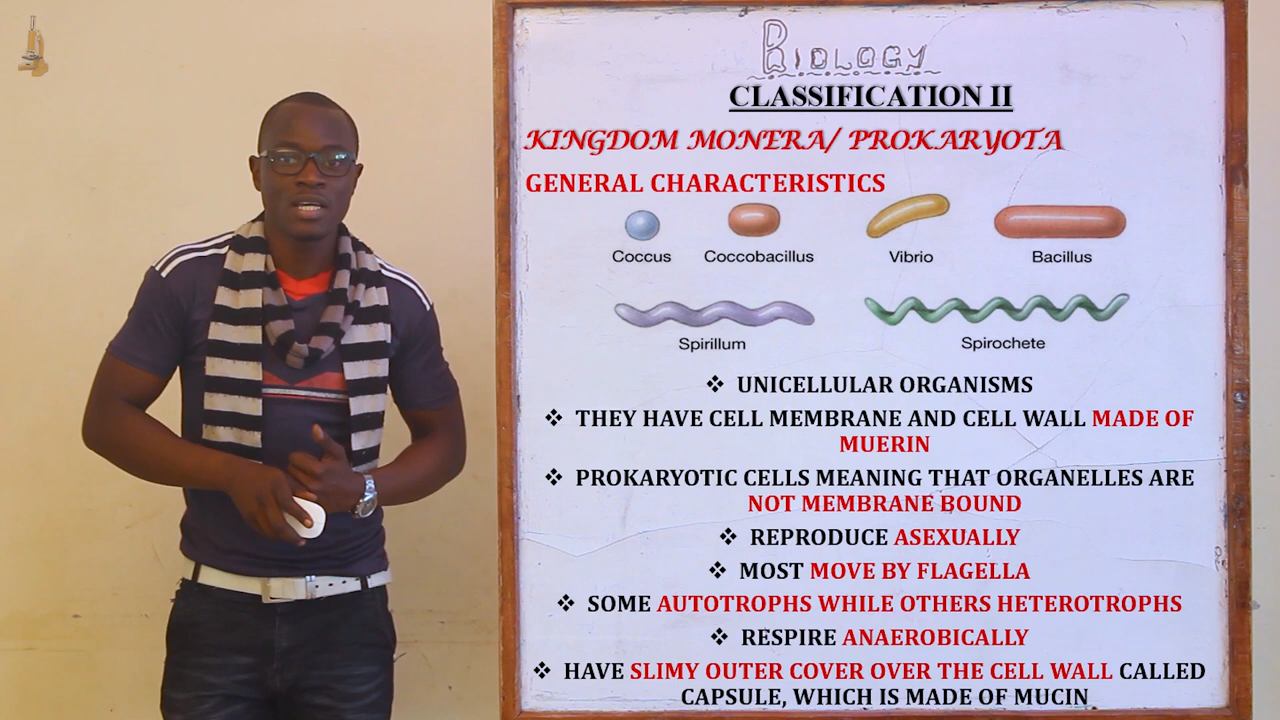 BIOLOGY
CLASSIFICATION II
KINGDOM MONERA/ PROKARYOTA
GENERAL CHARACTERISTICS
Coccus Coccobacillus Vibrio Bacillus
Spirillum Spirochete
❖ UNICELLULAR ORGANISMS
❖ THEY HAVE CELL MEMBRANE AND CELL WALL MADE OF
MUERIN
❖ PROKARYOTIC CELLS MEANING THAT ORGANELLES ARE
NOT MEMBRANE BOUND
❖ REPRODUCE ASEXUALLY
❖ MOST MOVE BY FLAGELLA
❖ SOME AUTOTROPHS WHILE OTHERS HETEROTROPHS
❖ RESPIRE ANAEROBICALLY
❖ HAVE SLIMY OUTER COVER OVER THE CELL WALL CALLED
CAPSULE, WHICH IS MADE OF MUCIN